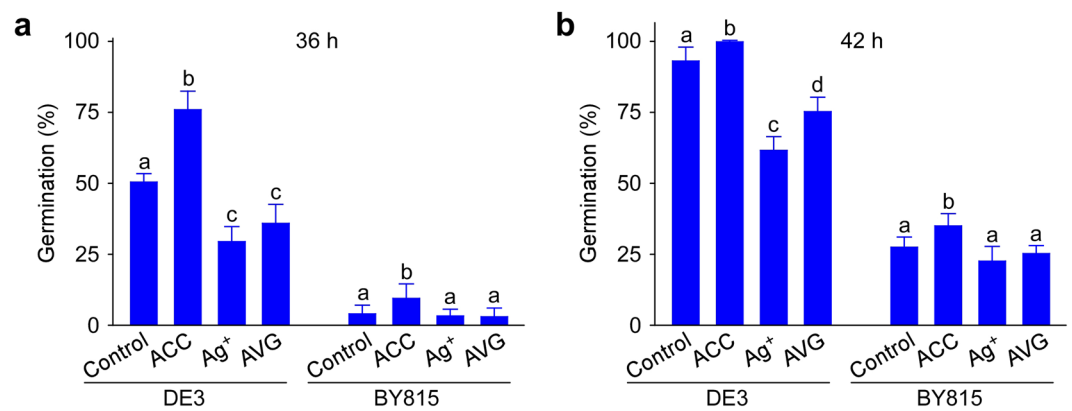 a
36 h
Germination (%)
100
75
50
25
0
a
b
c
c
a
b
a
a
Control
ACC
Ag⁺
AVG
Control
ACC
Ag⁺
AVG
DE3
BY815
b
42 h
Germination (%)
100
75
50
25
0
a
b
c
d
a
b
a
a
Control
ACC
Ag⁺
AVG
Control
ACC
Ag⁺
AVG
DE3
BY815